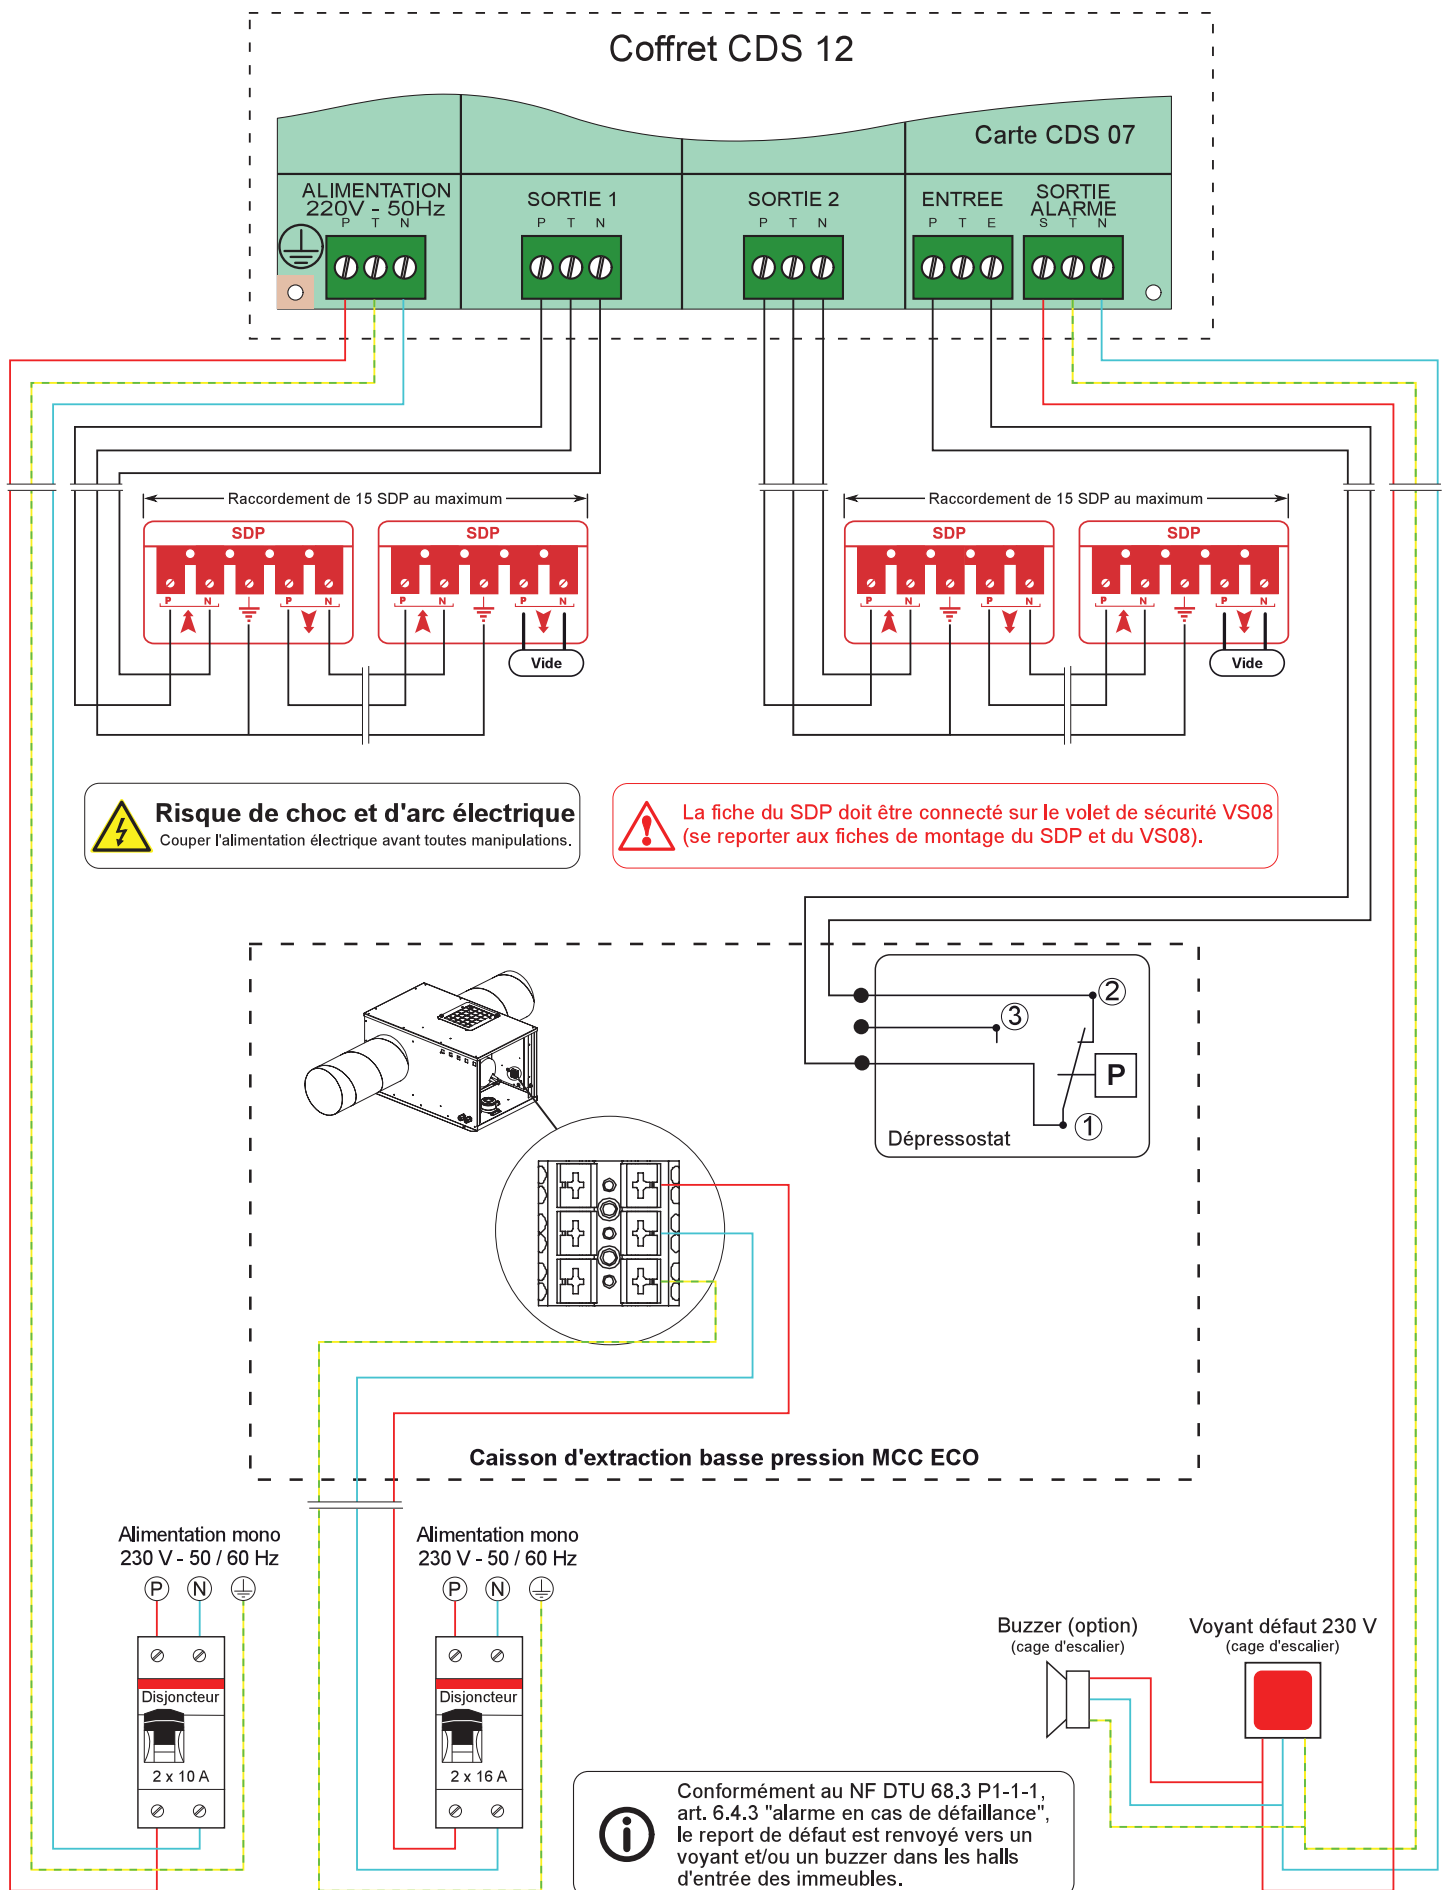 Coffret CDS 12
Carte CDS 07
ALIMENTATION
220V - 50Hz
P T N
SORTIE 1
P T N
SORTIE 2
P T N
ENTREE
P T E
SORTIE
ALARME
S T N
Raccordement de 15 SDP au maximum
SDP
P N P N
SDP
P N P N
Vide
Raccordement de 15 SDP au maximum
SDP
P N P N
SDP
P N P N
Vide
Risque de choc et d'arc électrique
Couper l'alimentation électrique avant toutes manipulations.
La fiche du SDP doit être connecté sur le volet de sécurité VS08
(se reporter aux fiches de montage du SDP et du VS08).
2
3
P
1
Dépressostat
Caisson d'extraction basse pression MCC ECO
Alimentation mono
230 V - 50 / 60 Hz
P N
Disjoncteur
2 x 10 A
Alimentation mono
230 V - 50 / 60 Hz
P N
Disjoncteur
2 x 16 A
Buzzer (option)
(cage d'escalier)
Voyant défaut 230 V
(cage d'escalier)
Conformément au NF DTU 68.3 P1-1-1,
art. 6.4.3 "alarme en cas de défaillance",
le report de défaut est renvoyé vers un
voyant et/ou un buzzer dans les halls
d'entrée des immeubles.